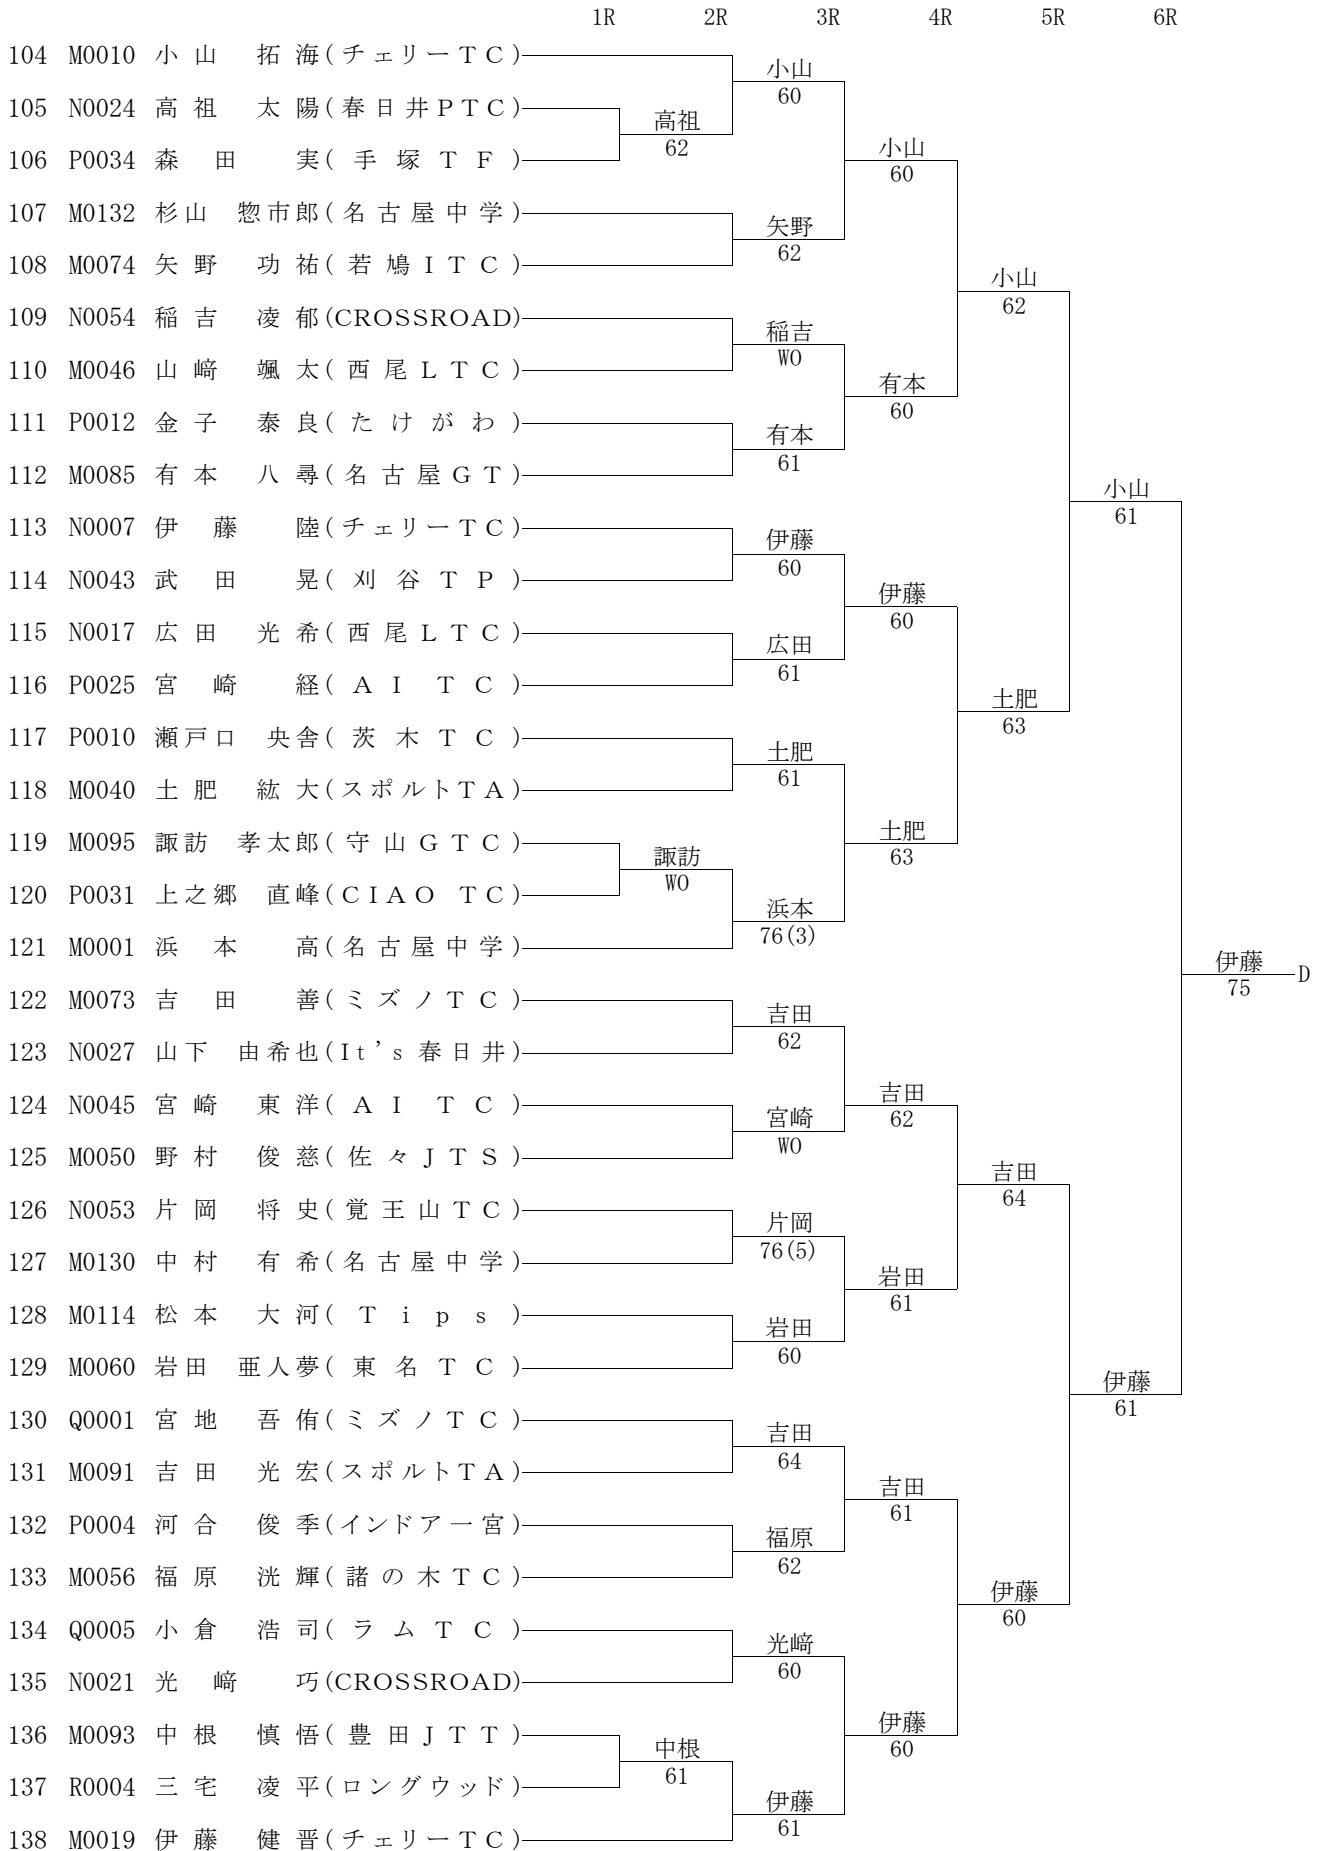 1R 2R 3R 4R 5R 6R
104 M0010 小山 拓海(チェリーTC)
小山
60
105 N0024 高祖 太陽(春日井PTC)
高祖
62
106 P0034 森田 実(手塚TF)
小山
60
107 M0132 杉山 惣市郎(名古屋中学)
矢野
62
108 M0074 矢野 功祐(若鳩ITC)
小山
62
109 N0054 稲吉 凌郁(CROSSROAD)
稲吉
WO
110 M0046 山﨑 颯太(西尾LTC)
有本
60
111 P0012 金子 泰良(たけがわ)
有本
61
112 M0085 有本 八尋(名古屋GT)
小山
61
113 N0007 伊藤 陸(チェリーTC)
伊藤
60
114 N0043 武田 晃(刈谷TP)
伊藤
60
115 N0017 広田 光希(西尾LTC)
広田
61
116 P0025 宮崎 経(AI TC)
土肥
63
117 P0010 瀬戸口 央舎(茨木TC)
土肥
61
118 M0040 土肥 紘大(スポルトTA)
土肥
63
119 M0095 諏訪 孝太郎(守山GTC)
諏訪
WO
120 P0031 上之郷 直峰(CIAO TC)
浜本
76(3)
121 M0001 浜本 高(名古屋中学)
伊藤
75
D
122 M0073 吉田 善(ミズノTC)
吉田
62
123 N0027 山下 由希也(It's春日井)
124 N0045 宮崎 東洋(AI TC)
吉田
62
宮崎
WO
125 M0050 野村 俊慈(佐々JTS)
吉田
64
126 N0053 片岡 将史(覚王山TC)
片岡
76(5)
127 M0130 中村 有希(名古屋中学)
岩田
61
128 M0114 松本 大河(Tips)
岩田
60
129 M0060 岩田 亜人夢(東名TC)
伊藤
61
130 Q0001 宮地 吾侑(ミズノTC)
吉田
64
131 M0091 吉田 光宏(スポルトTA)
吉田
61
132 P0004 河合 俊季(インドア一宮)
福原
62
133 M0056 福原 洸輝(諸の木TC)
伊藤
60
134 Q0005 小倉 浩司(ラムTC)
光﨑
60
135 N0021 光﨑 巧(CROSSROAD)
伊藤
60
136 M0093 中根 慎悟(豊田JTT)
中根
61
137 R0004 三宅 凌平(ロングウッド)
伊藤
61
138 M0019 伊藤 健晋(チェリーTC)